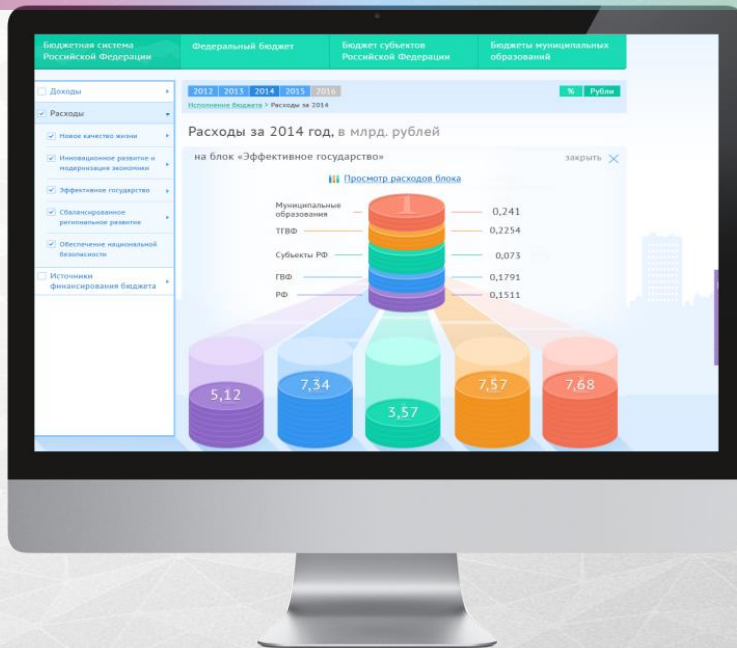 Бюджетная система
Российской Федерации
Федеральный бюджет
Бюджет субъектов
Российской Федерации
Бюджеты муниципальных
образований
Доходы
Расходы
Новое качество жизни
Инновационное развитие и
модернизация экономики
Эффективное государство
Сбалансированное
региональное развитие
Обеспечение национальной
безопасности
Источники
финансирования бюджета
2012 2013 2014 2015 2016
% Рубли
Исполнение бюджета > Расходы за 2014
Расходы за 2014 год, в млрд. рублей
на блок «Эффективное государство»
закрыть
Просмотр расходов блока
1
Муниципальные
образования
0,241
ТГВФ
0,2254
Субъекты РФ
0,073
ГВФ
0,1791
РФ
0,1511
5,12
7,34
3,57
7,57
7,68